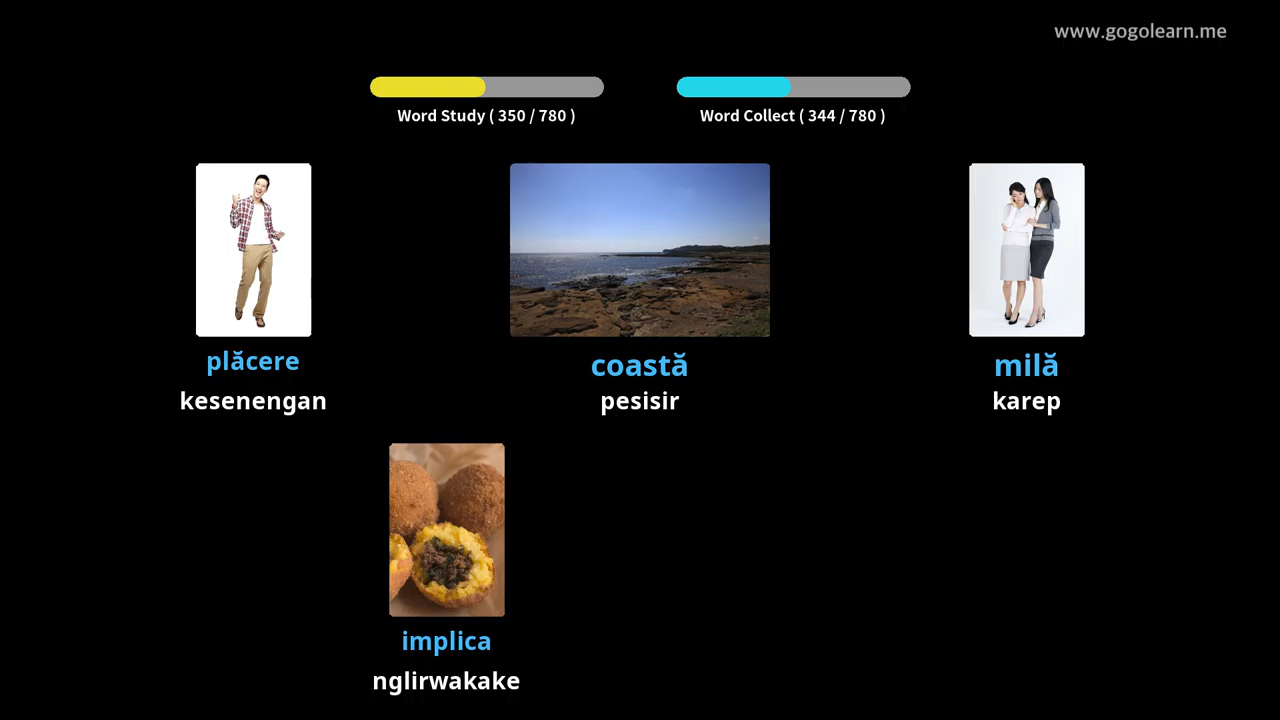 www.gogolearn.me
Word Study ( 350 / 780 )
Word Collect ( 344 / 780 )
plăcere
kesenengan
coastă
pesisir
milă
karep
implica
nglirwakake